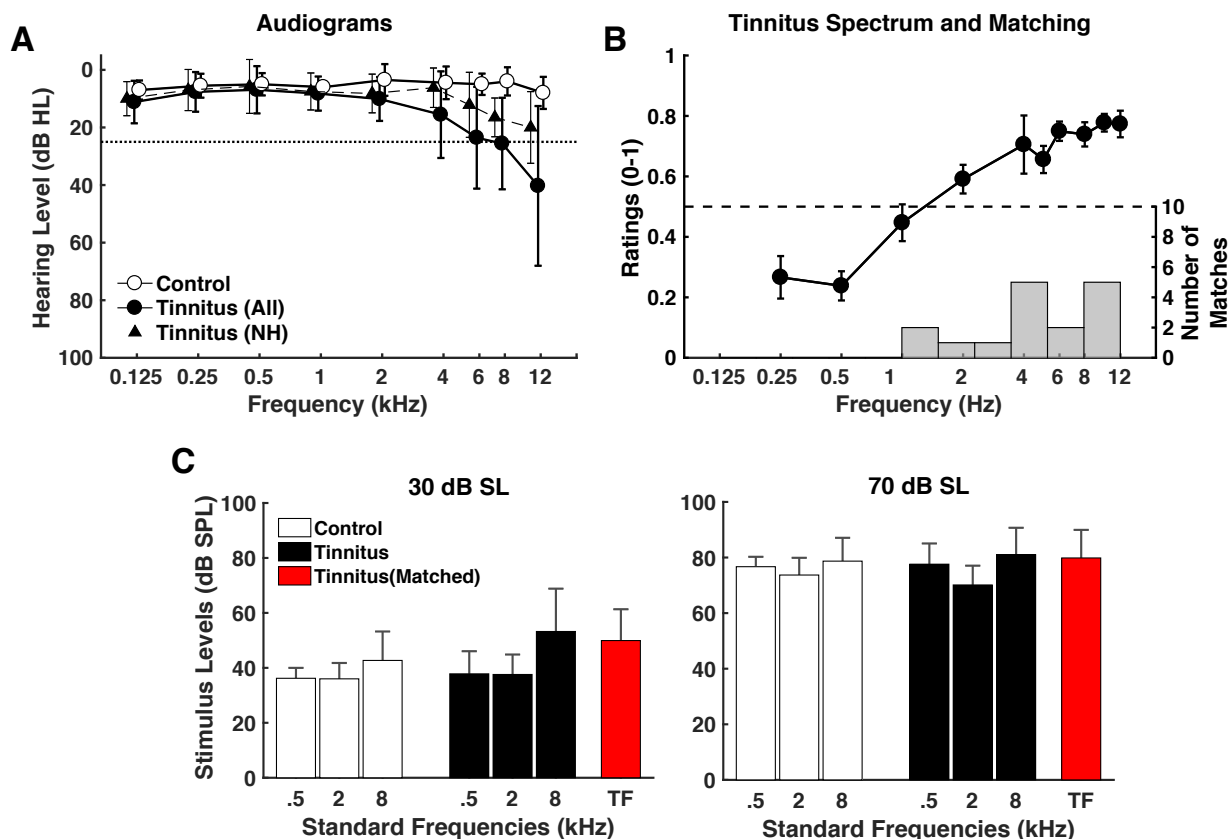 A
Audiograms
Hearing Level (dB HL)
0
20
40
60
80
100
Control
Tinnitus (All)
Tinnitus (NH)
0.125 0.25 0.5 1 2 4 6 8 12
Frequency (kHz)
B
Tinnitus Spectrum and Matching
Ratings (0-1)
1
0.8
0.6
0.4
0.2
0
10
8
6
4
2
0
Number of
Matches
0.125 0.25 0.5 1 2 4 6 8 12
Frequency (Hz)
C
30 dB SL
Stimulus Levels (dB SPL)
100
80
60
40
20
0
Control
Tinnitus
Tinnitus(Matched)
.5 2 8 .5 2 8 TF
Standard Frequencies (kHz)
70 dB SL
100
80
60
40
20
0
.5 2 8 .5 2 8 TF
Standard Frequencies (kHz)